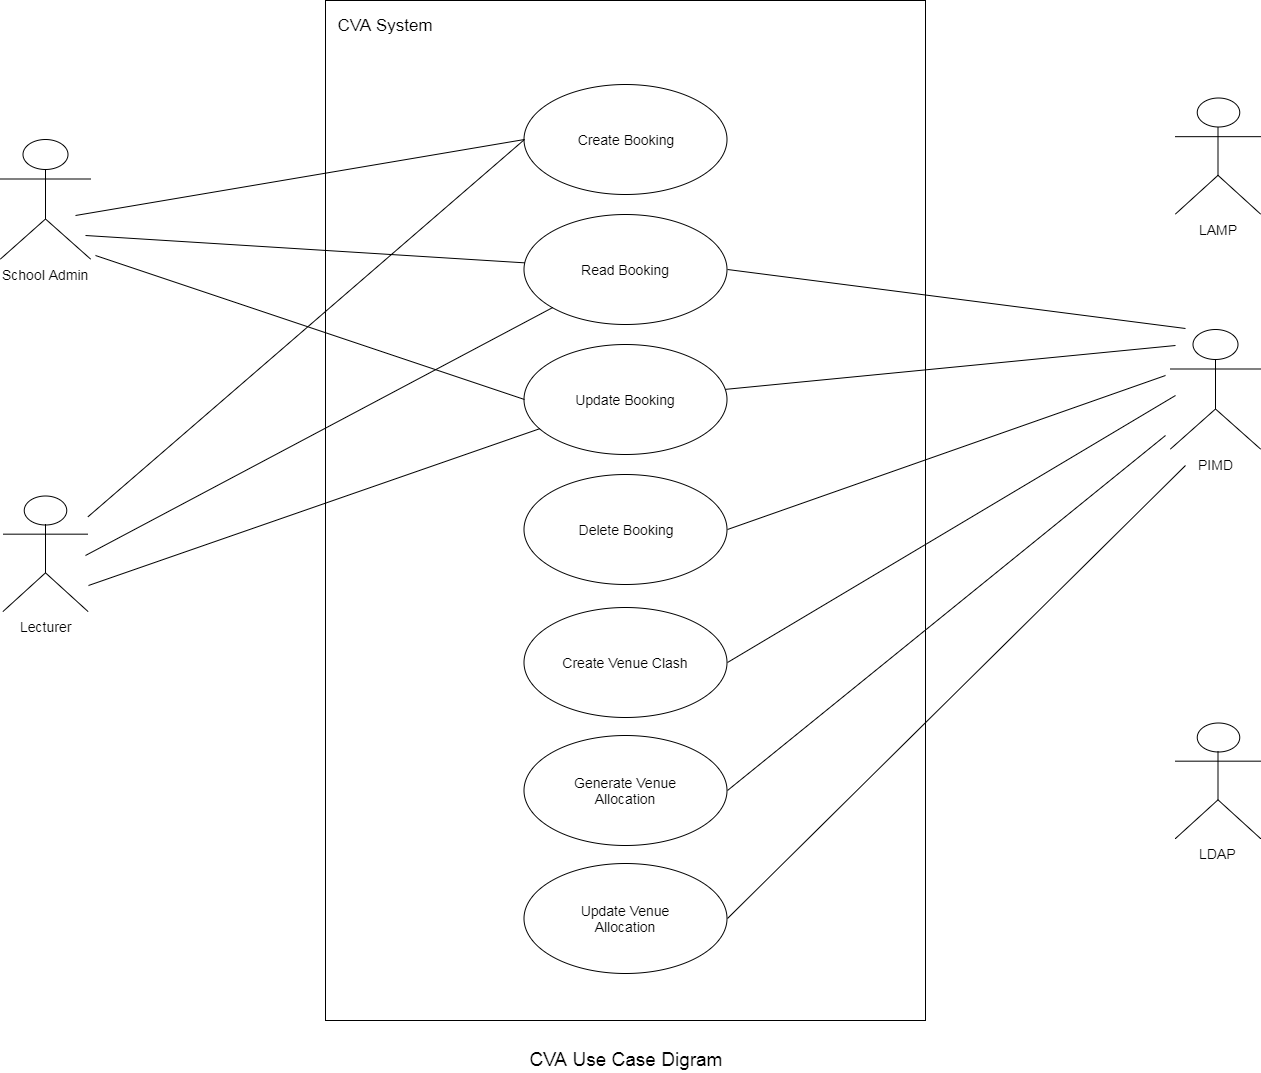 CVA System
Create Booking
LAMP
School Admin
Read Booking
Update Booking
PIMD
Delete Booking
Lecturer
Create Venue Clash
Generate Venue
Allocation
LDAP
Update Venue
Allocation
CVA Use Case Digram